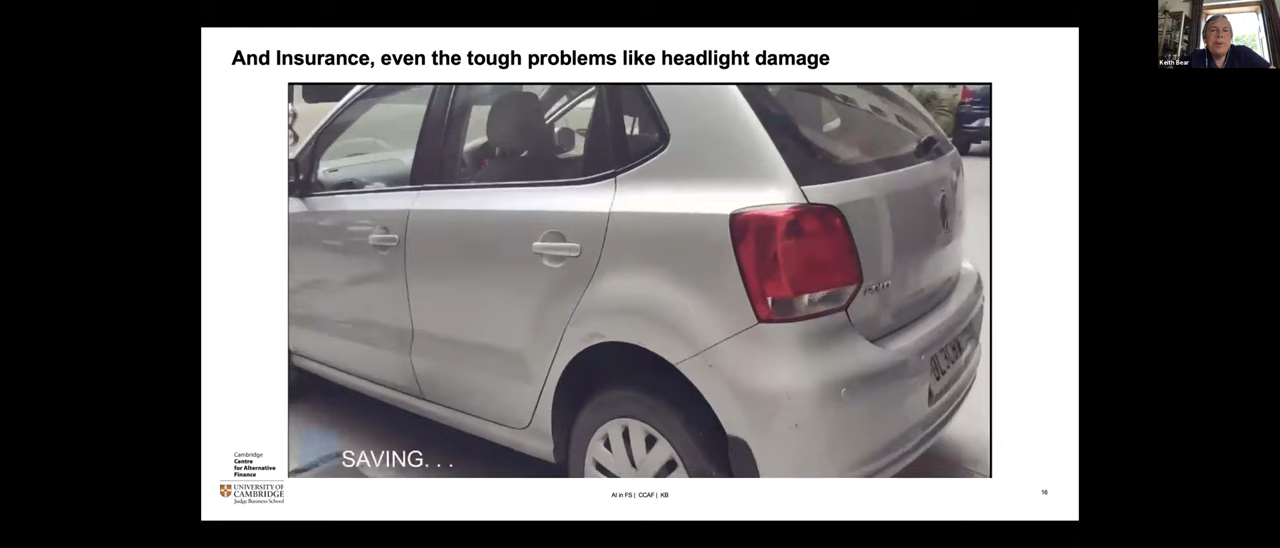 And Insurance, even the tough problems like headlight damage
Keith Bear
SAVING. . .
Cambridge
Centre
for Alternative
Finance
UNIVERSITY OF
CAMBRIDGE
Judge Business School
AI in FS | CCAF | KB
16